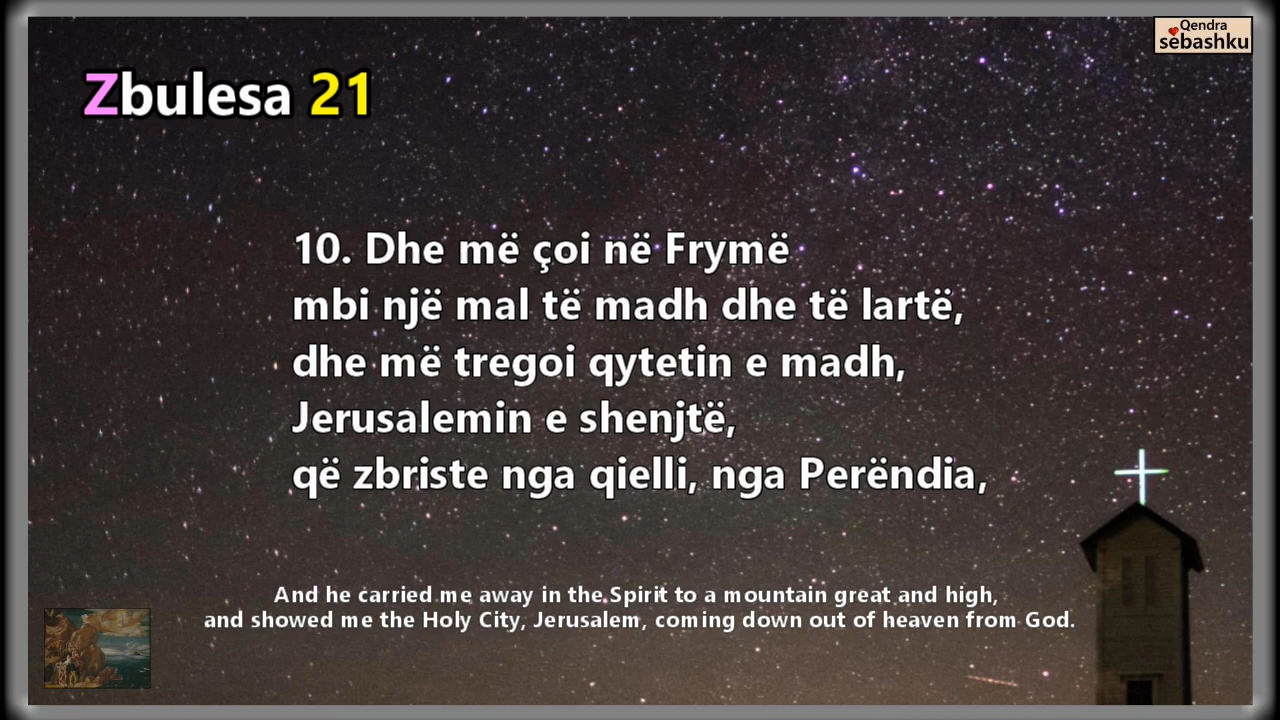 Qendra
sebashku
Zbulesa 21
10. Dhe më çoi në Frymë
mbi një mal të madh dhe të lartë,
dhe më tregoi qytetin e madh,
Jerusalemin e shenjtë,
që zbriste nga qielli, nga Perëndia,
And he carried me away in the Spirit to a mountain great and high,
and showed me the Holy City, Jerusalem, coming down out of heaven from God.